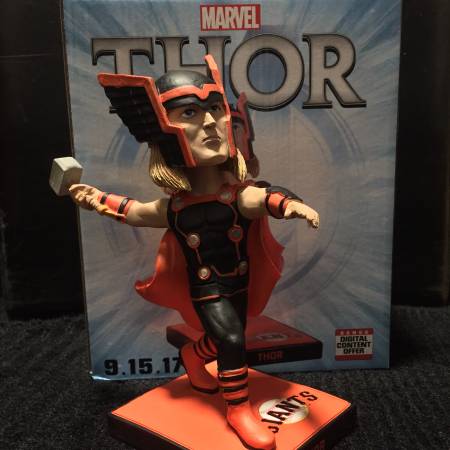 MARVEL
THOR
9.15.17
THOR
BONUS
DIGITAL
CONTENT
OFFER
GIANTS